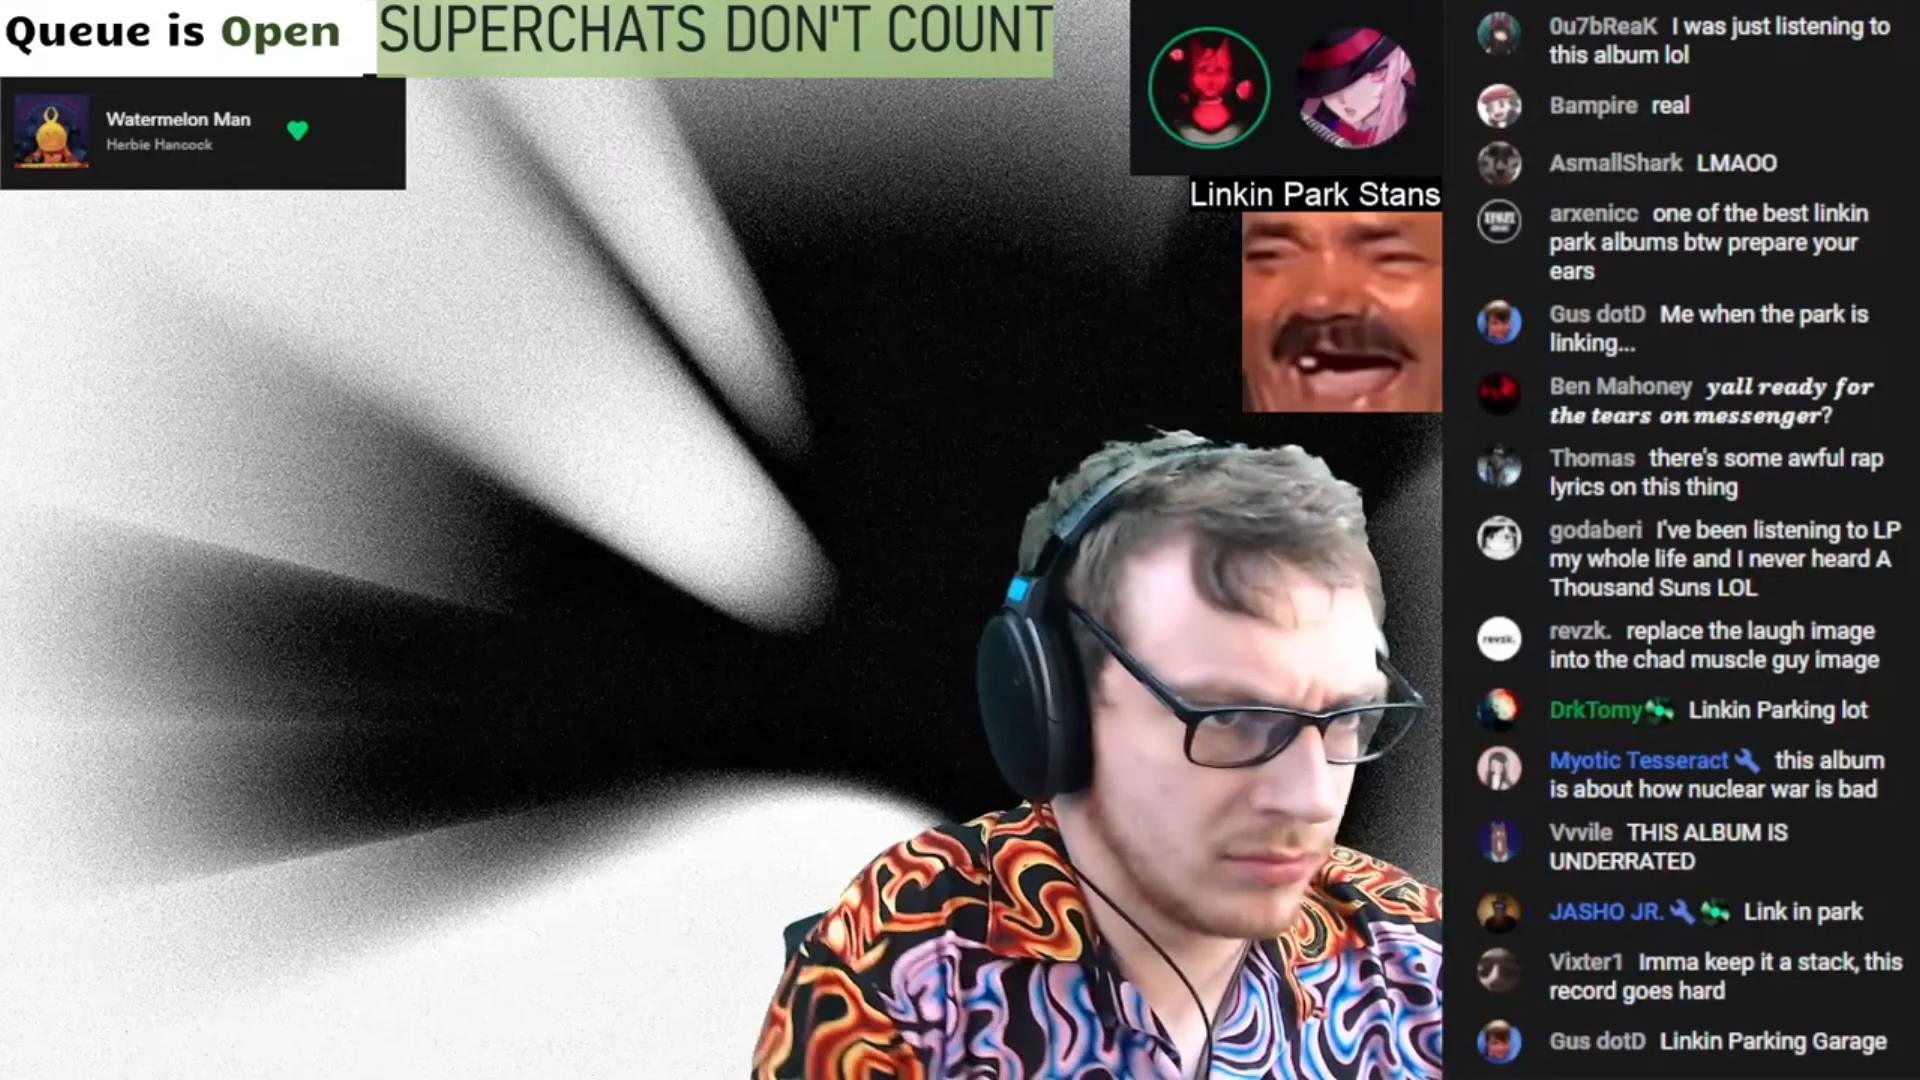 Queue is Open
SUPERCHATS DON'T COUNT
Watermelon Man
Herbie Hancock
Linkin Park Stans
0u7bReaK I was just listening to
this album lol
Bampire real
AsmallShark LMAOO
arxenicc one of the best linkin
park albums btw prepare your
ears
Gus dotD Me when the park is
linking...
Ben Mahoney yall ready for
the tears on messenger?
Thomas there's some awful rap
lyrics on this thing
godaberi I've been listening to LP
my whole life and I never heard A
Thousand Suns LOL
revzk.
revzk. replace the laugh image
into the chad muscle guy image
DrkTomy Linkin Parking lot
Myotic Tesseract this album
is about how nuclear war is bad
Vvvile THIS ALBUM IS
UNDERRATED
JASHO JR. Link in park
Vixter1 Imma keep it a stack, this
record goes hard
Gus dotD Linkin Parking Garage